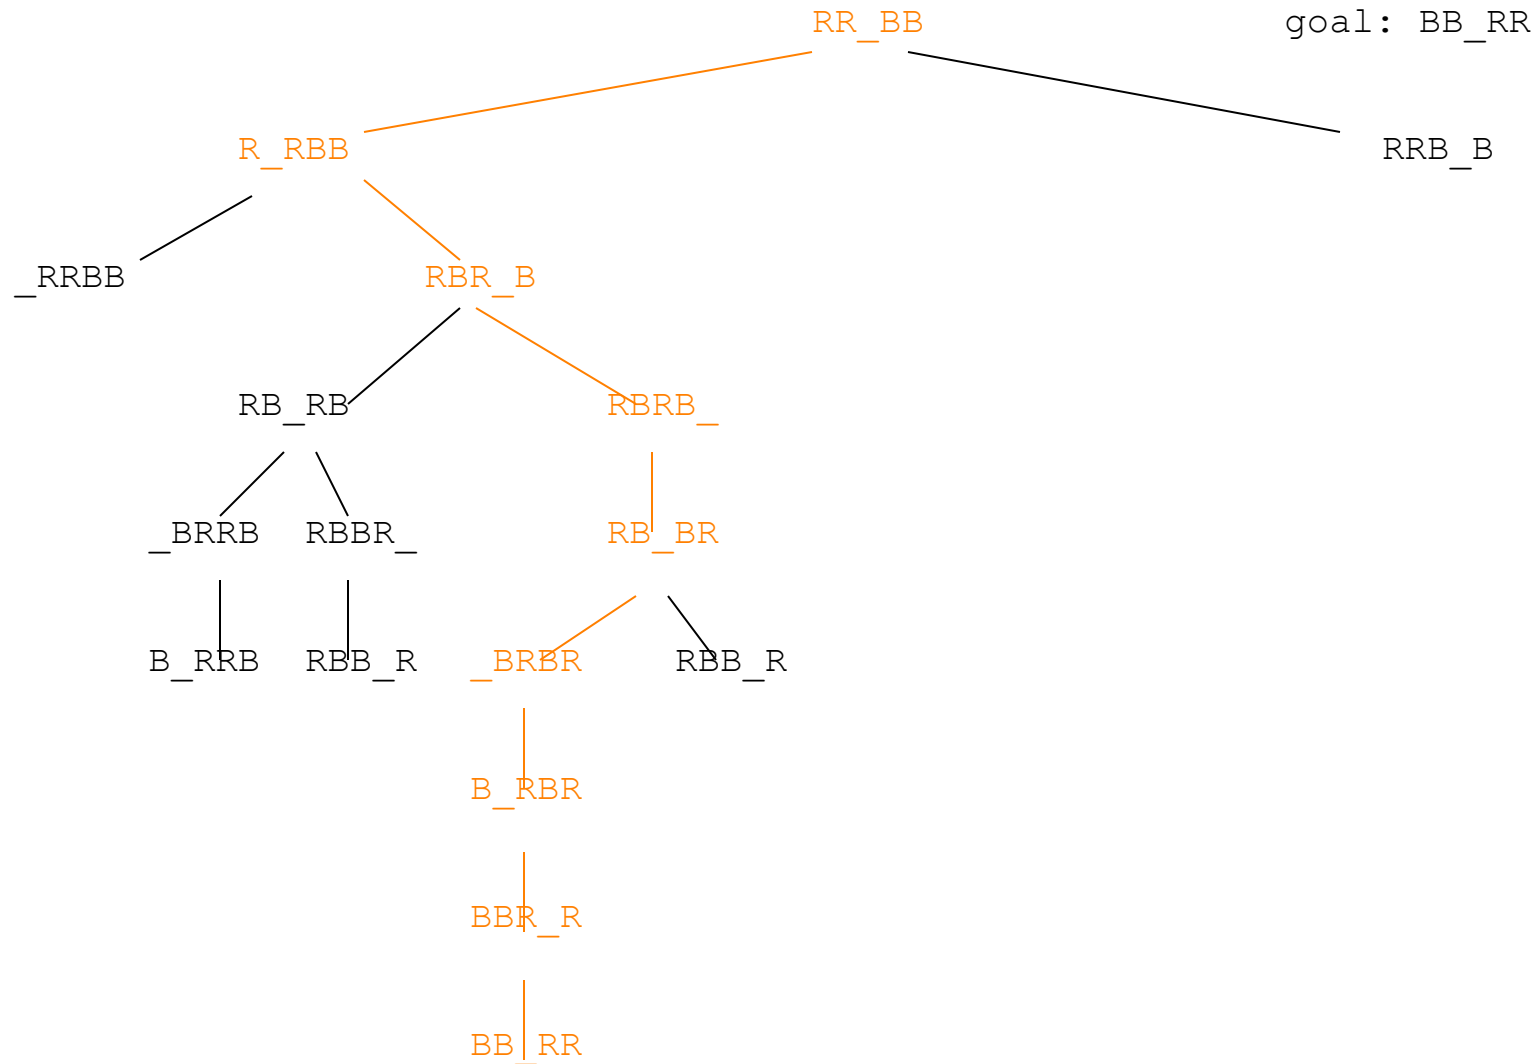 RR_BB goal: BB_RR
R_RBB RRB_B
_RRBB RBR_B
RB_RB RBRB_
_BRRB RBBR_ RB_BR
B_RRB RBB_R _BRBR RBB_R
B_RBR
BBR_R
BB_RR